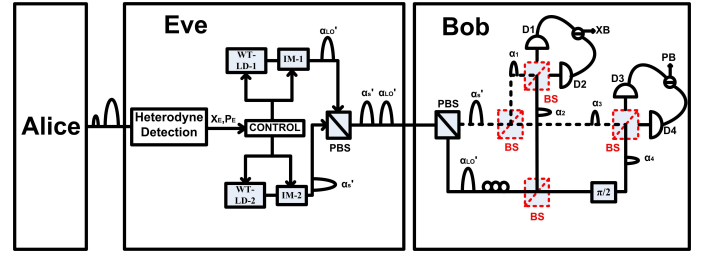 Alice
Eve
Heterodyne
Detection
XE,PE
WT-
LD-1
IM-1
αLO'
CONTROL
WT-
LD-2
IM-2
αs'
PBS
αs' αLO'
Bob
PBS
αs'
αLO'
α1
D1
XB
D2
BS
α2
BS
α3
BS
π/2
D3
PB
D4
BS
α4